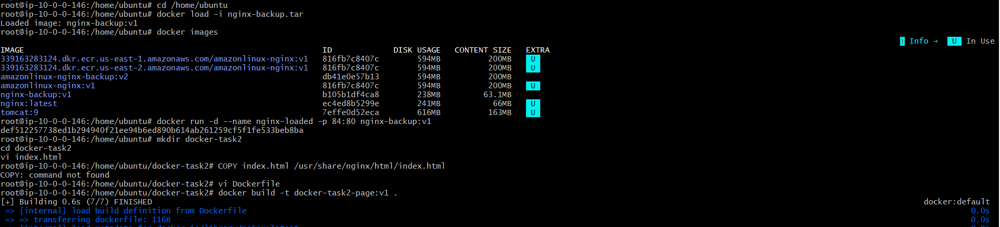 root@ip-10-0-0-146:/home/ubuntu# cd /home/ubuntu
root@ip-10-0-0-146:/home/ubuntu# docker load -i nginx-backup.tar
Loaded image: nginx-backup:v1
root@ip-10-0-0-146:/home/ubuntu# docker images
i Info → U In Use
IMAGE ID DISK USAGE CONTENT SIZE EXTRA
339163283124.dkr.ecr.us-east-1.amazonaws.com/amazonlinux-nginx:v1 816fb7c8407c 594MB 200MB U
339163283124.dkr.ecr.us-east-2.amazonaws.com/amazonlinux-nginx:v1 816fb7c8407c 594MB 200MB U
amazonlinux-nginx-backup:v2 db41e0e57b13 594MB 200MB
amazonlinux-nginx:v1 816fb7c8407c 594MB 200MB U
nginx-backup:v1 b105b1df4ca8 238MB 63.1MB
nginx:latest ec4ed8b5299e 241MB 66MB U
tomcat:9 7effe0d52eca 616MB 163MB U
root@ip-10-0-0-146:/home/ubuntu# docker run -d --name nginx-loaded -p 84:80 nginx-backup:v1
def512257738ed1b294940f21ee94b6ed890b614ab261259cf5f1fe533beb8ba
root@ip-10-0-0-146:/home/ubuntu# mkdir docker-task2
cd docker-task2
vi index.html
root@ip-10-0-0-146:/home/ubuntu/docker-task2# COPY index.html /usr/share/nginx/html/index.html
COPY: command not found
root@ip-10-0-0-146:/home/ubuntu/docker-task2# vi Dockerfile
root@ip-10-0-0-146:/home/ubuntu/docker-task2# docker build -t docker-task2-page:v1 .
[+] Building 0.6s (7/7) FINISHED docker:default
=> [internal] load build definition from Dockerfile 0.0s
=> => transferring dockerfile: 116B 0.0s
=> [internal] load metadata for docker.io/library/nginx:latest